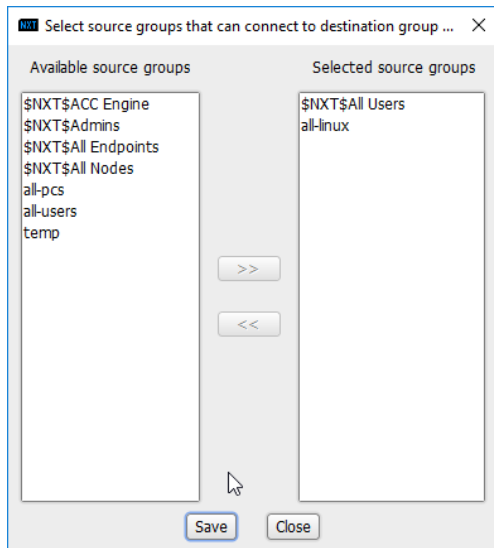 NXT Select source groups that can connect to destination group ...
Available source groups
$NXT$ACC Engine
$NXT$Admins
$NXT$All Endpoints
$NXT$All Nodes
all-pcs
all-users
temp
>>
<<
Selected source groups
$NXT$All Users
all-linux
Save
Close